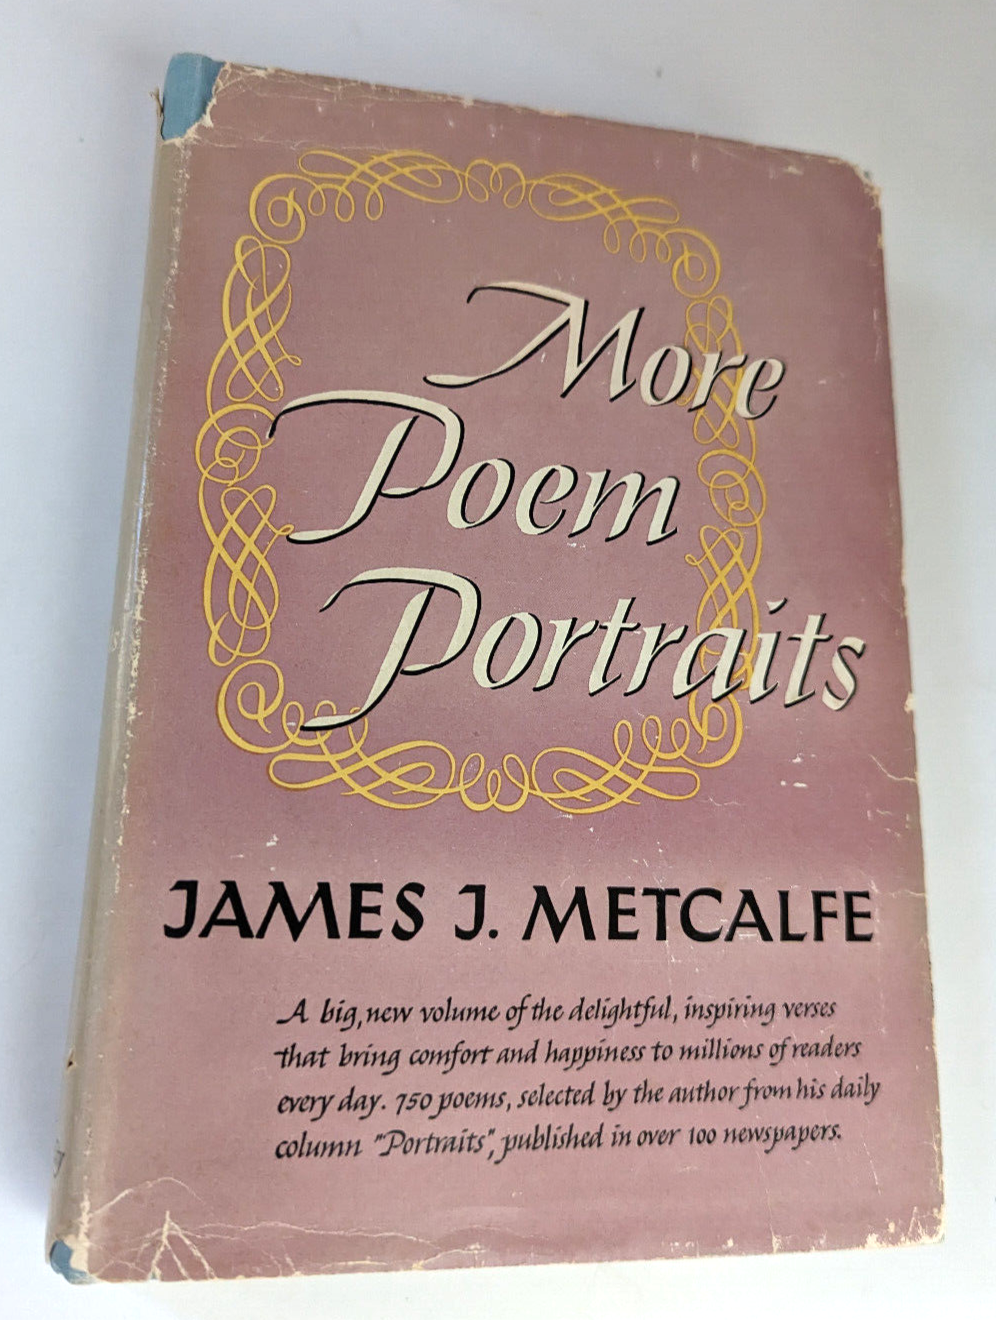 More
Poem
Portraits
JAMES J. METCALFE
A big, new volume of the delightful, inspiring verses
that bring comfort and happiness to millions of readers
every day. 750 poems, selected by the author from his daily
column "Portraits", published in over 100 newspapers.